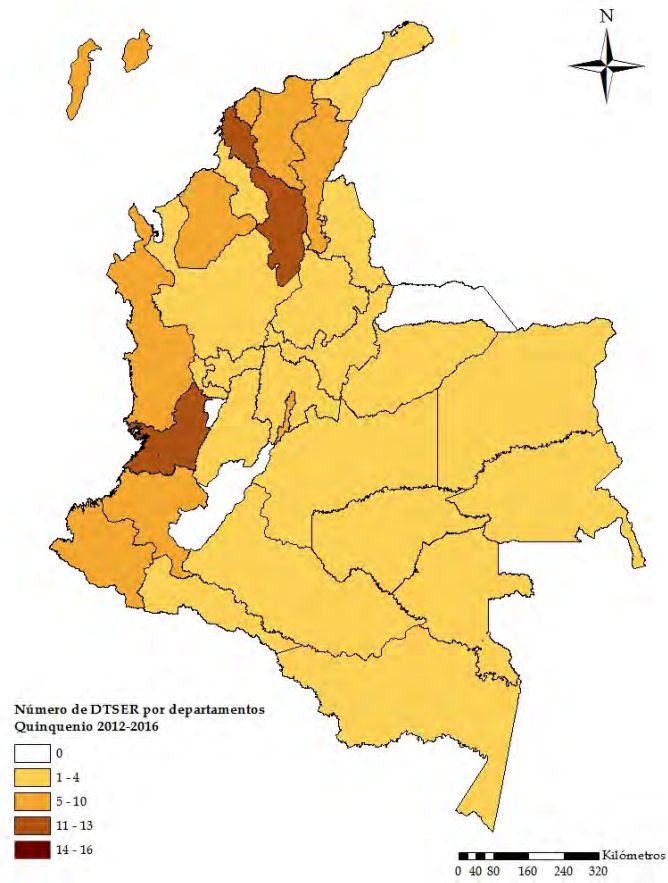 N
Número de DTSER por departamentos
Quinquenio 2012-2016
0
1 - 4
5 - 10
11 - 13
14 - 16
Kilómetros
0 40 80 160 240 320